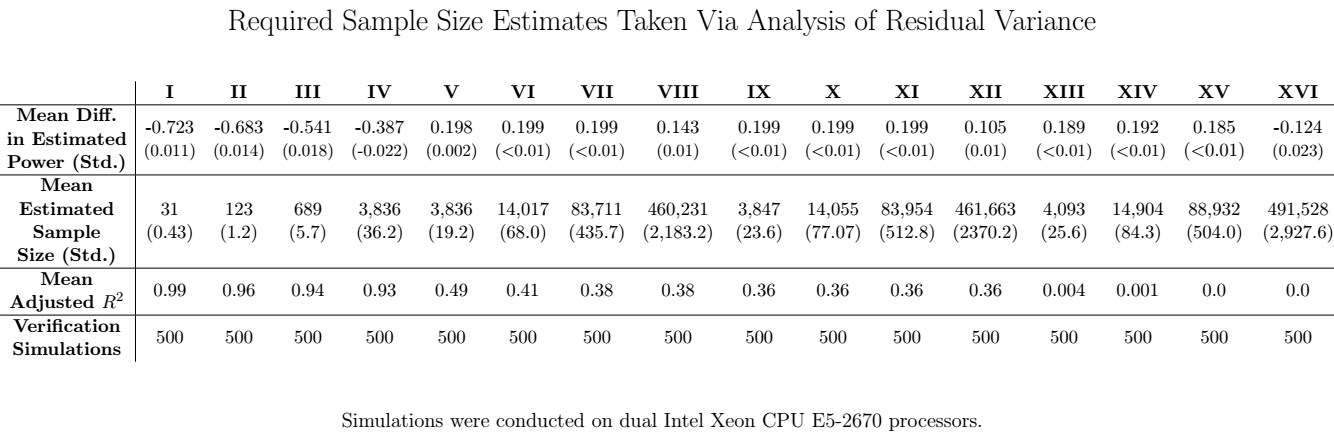 Required Sample Size Estimates Taken Via Analysis of Residual Variance
I II III IV V VI VII VIII IX X XI XII XIII XIV XV XVI
Mean Diff.
in Estimated
Power (Std.)
-0.723 -0.683 -0.541 -0.387 0.198 0.199 0.199 0.143 0.199 0.199 0.199 0.105 0.189 0.192 0.185 -0.124
(0.011) (0.014) (0.018) (-0.022) (0.002) (<0.01) (<0.01) (0.01) (<0.01) (<0.01) (<0.01) (0.01) (<0.01) (<0.01) (<0.01) (0.023)
Mean
Estimated
Sample
Size (Std.)
31 123 689 3,836 3,836 14,017 83,711 460,231 3,847 14,055 83,954 461,663 4,093 14,904 88,932 491,528
(0.43) (1.2) (5.7) (36.2) (19.2) (68.0) (435.7) (2,183.2) (23.6) (77.07) (512.8) (2370.2) (25.6) (84.3) (504.0) (2,927.6)
Mean
Adjusted R²
0.99 0.96 0.94 0.93 0.49 0.41 0.38 0.38 0.36 0.36 0.36 0.36 0.004 0.001 0.0 0.0
Verification
Simulations
500 500 500 500 500 500 500 500 500 500 500 500 500 500 500 500
Simulations were conducted on dual Intel Xeon CPU E5-2670 processors.